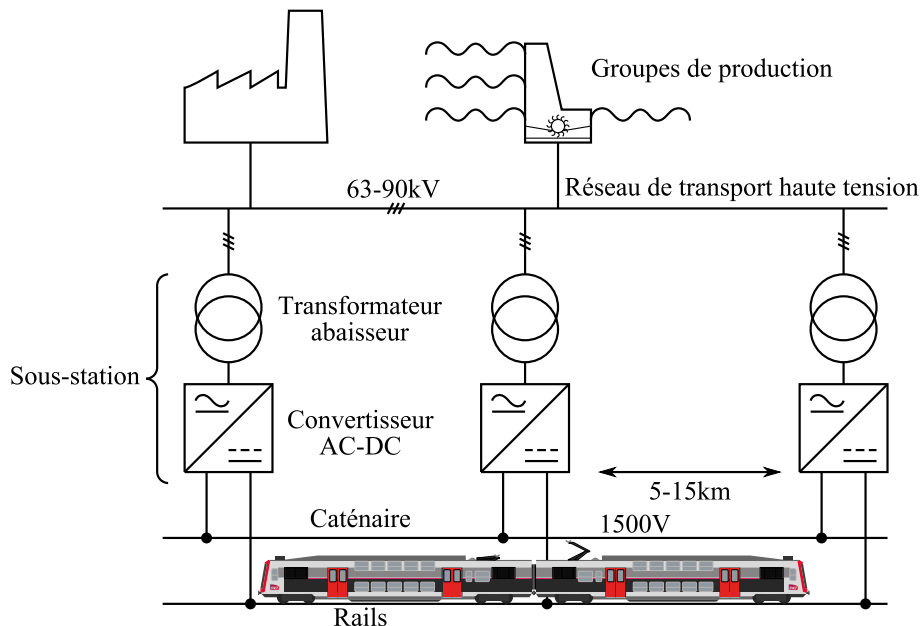 Groupes de production
63-90kV
Réseau de transport haute tension
Transformateur
abaisseur
Sous-station
Convertisseur
AC-DC
5-15km
Caténaire
1500V
Rails